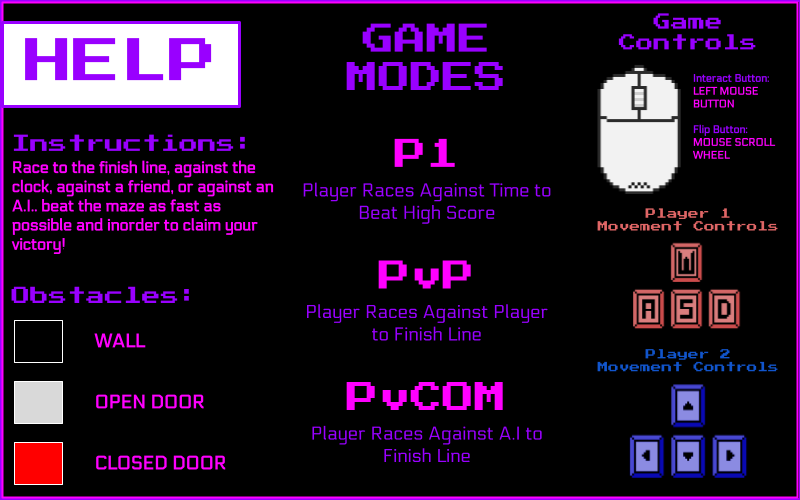 HELP
Instructions:
Race to the finish line, against the
clock, against a friend, or against an
A.I.. beat the maze as fast as
possible and inorder to claim your
victory!
Obstacles:
WALL
OPEN DOOR
CLOSED DOOR
GAME
MODES
P1
Player Races Against Time to
Beat High Score
PvP
Player Races Against Player
to Finish Line
PvCOM
Player Races Against A.I to
Finish Line
Game
Controls
Interact Button:
LEFT MOUSE
BUTTON
Flip Button:
MOUSE SCROLL
WHEEL
Player 1
Movement Controls
W
A S D
Player 2
Movement Controls